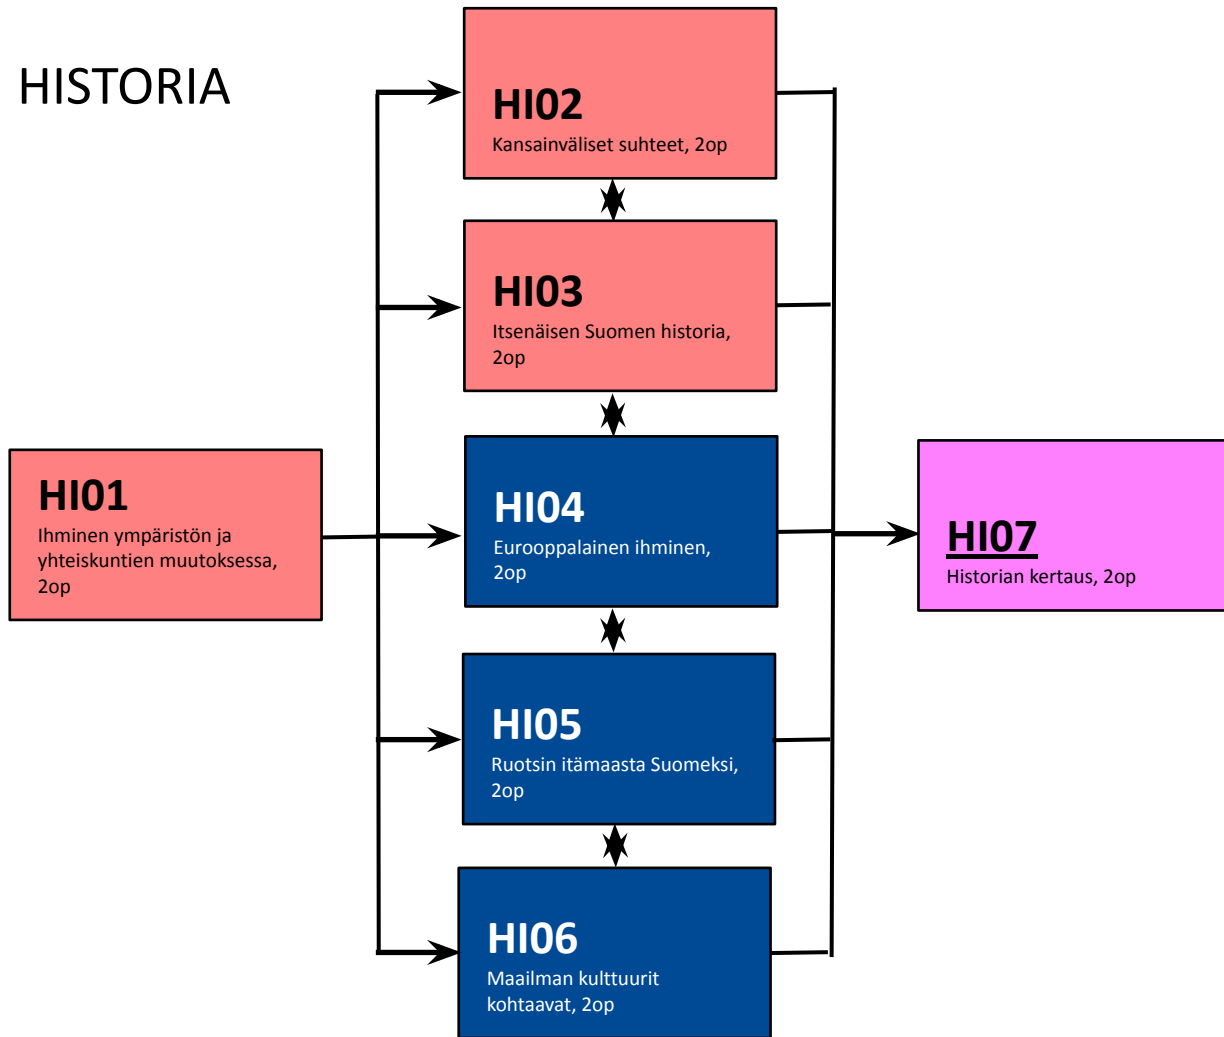 HISTORIA
HI02
Kansainväliset suhteet, 2op
HI03
Itsenäisen Suomen historia,
2op
HI01
Ihminen ympäristön ja
yhteiskuntien muutoksessa,
2op
HI04
Eurooppalainen ihminen,
2op
HI07
Historian kertaus, 2op
HI05
Ruotsin itämaasta Suomeksi,
2op
HI06
Maailman kulttuurit
kohtaavat, 2op